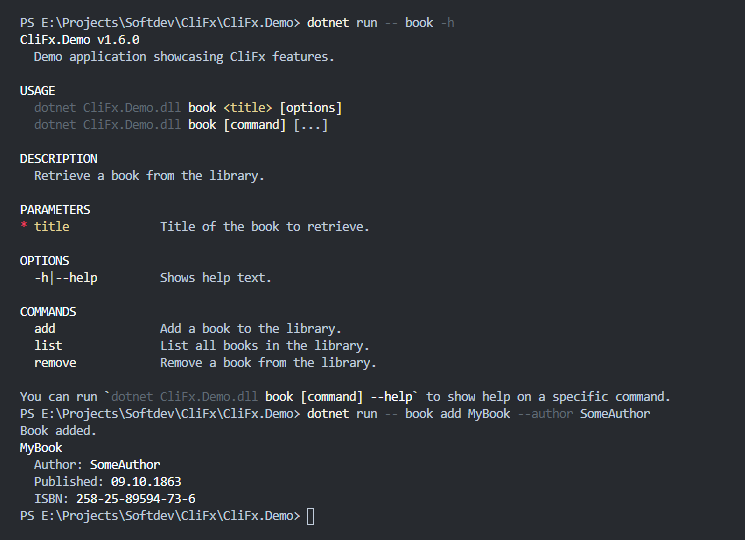 PS E:\Projects\Softdev\CliFx\CliFx.Demo> dotnet run -- book -h
CliFx.Demo v1.6.0
  Demo application showcasing CliFx features.

USAGE
  dotnet CliFx.Demo.dll book <title> [options]
  dotnet CliFx.Demo.dll book [command] [...]

DESCRIPTION
  Retrieve a book from the library.

PARAMETERS
* title             Title of the book to retrieve.

OPTIONS
  -h|--help         Shows help text.

COMMANDS
  add               Add a book to the library.
  list              List all books in the library.
  remove            Remove a book from the library.

You can run `dotnet CliFx.Demo.dll book [command] --help` to show help on a specific command.
PS E:\Projects\Softdev\CliFx\CliFx.Demo> dotnet run -- book add MyBook --author SomeAuthor
Book added.
MyBook
  Author: SomeAuthor
  Published: 09.10.1863
  ISBN: 258-25-89594-73-6
PS E:\Projects\Softdev\CliFx\CliFx.Demo>